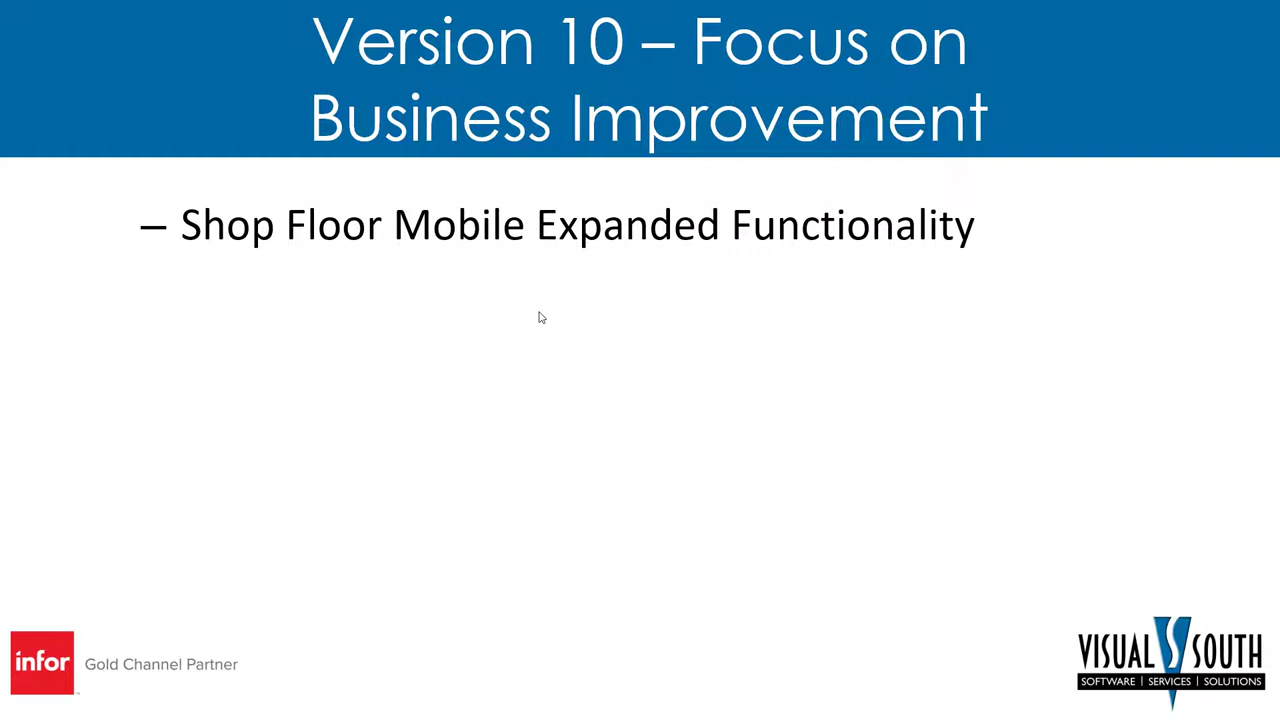 Version 10 – Focus on
Business Improvement
– Shop Floor Mobile Expanded Functionality
infor
Gold Channel Partner
VISUAL SOUTH
SOFTWARE | SERVICES | SOLUTIONS